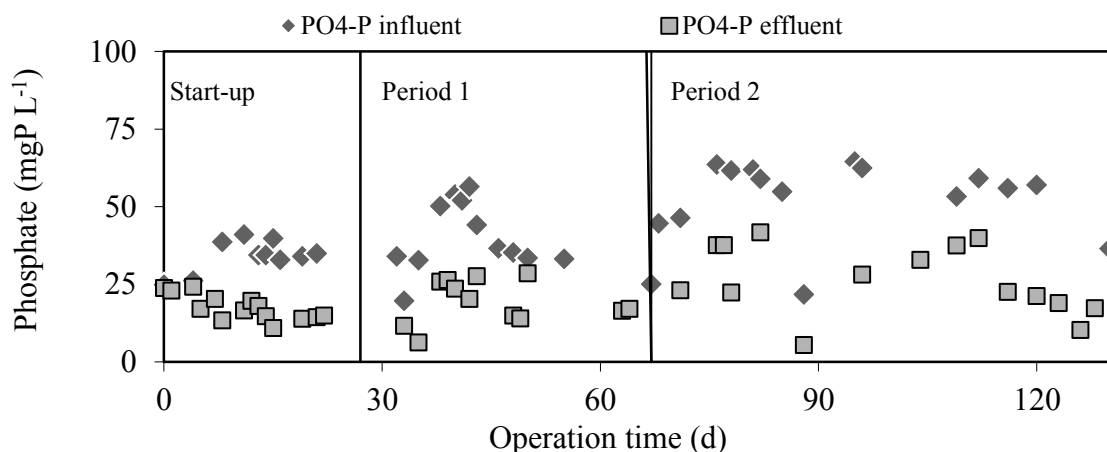 PO4-P influent PO4-P effluent
Phosphate (mgP L-1)
100
75
50
25
0
Start-up Period 1 Period 2
0 30 60 90 120
Operation time (d)